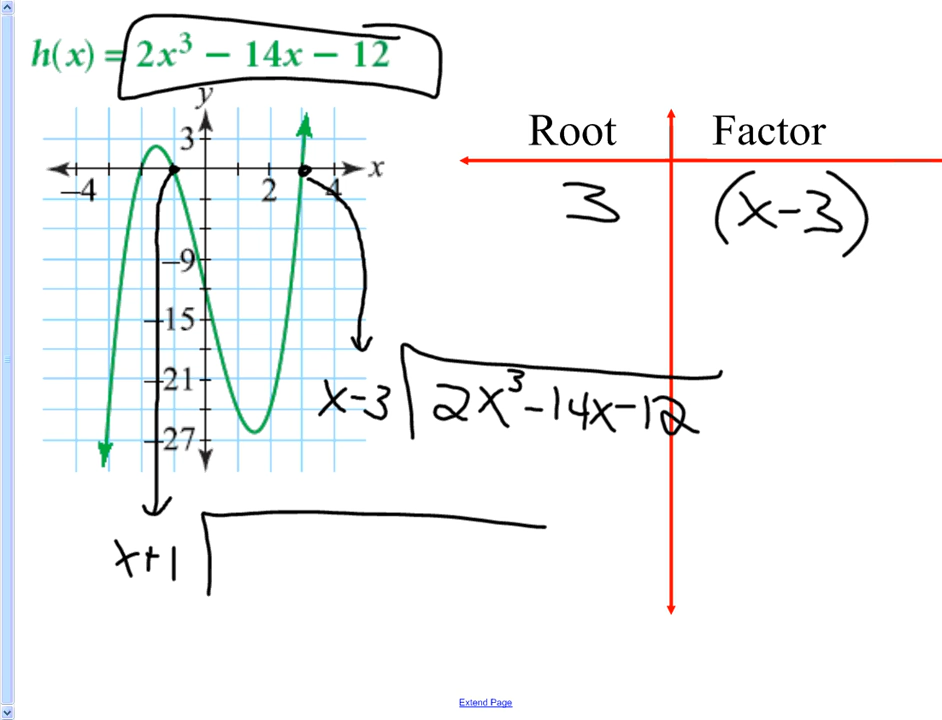 h(x) = 2x³ − 14x − 12
y
3
x
−4
2
4
−9
−15
−21
−27
Root
Factor
3
(x-3)
x-3
2x³-14x-12
x+1
Extend Page